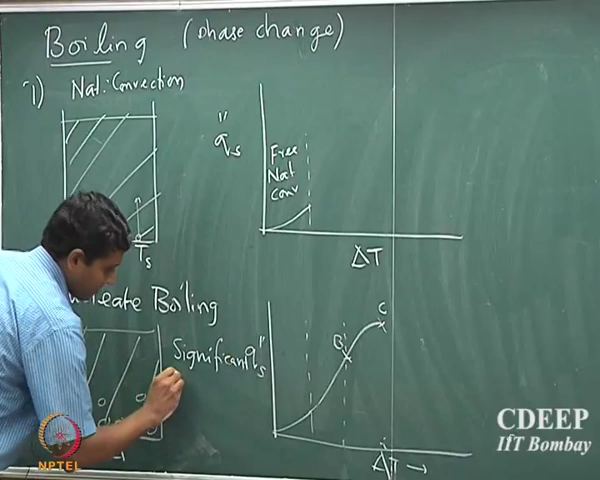 Boiling (phase change)
1) Nat. Convection
q"s
Free
Nat
Conv
Ts
ΔT
Boiling
Significant q"s
B
C
ΔT →
CDEEP
IIT Bombay
NPTEL